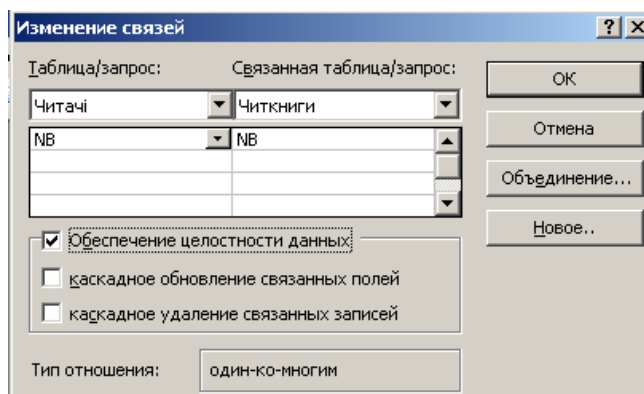 Изменение связей
Таблица/запрос: Связанная таблица/запрос:
Читачі Читкниги
NB NB
Обеспечение целостности данных
каскадное обновление связанных полей
каскадное удаление связанных записей
Тип отношения: один-ко-многим
ОК
Отмена
Объединение...
Новое..